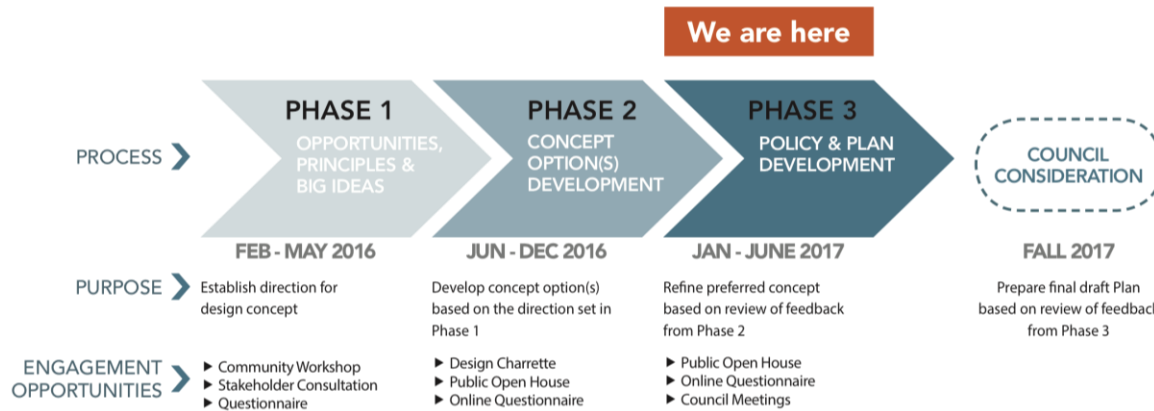 We are here
PHASE 1
OPPORTUNITIES,
PRINCIPLES &
BIG IDEAS
PHASE 2
CONCEPT
OPTION(S)
DEVELOPMENT
PHASE 3
POLICY & PLAN
DEVELOPMENT
PROCESS
COUNCIL
CONSIDERATION
FEB - MAY 2016
JUN - DEC 2016
JAN - JUNE 2017
FALL 2017
PURPOSE
Establish direction for
design concept
Develop concept option(s)
based on the direction set in
Phase 1
Refine preferred concept
based on review of feedback
from Phase 2
Prepare final draft Plan
based on review of feedback
from Phase 3
ENGAGEMENT
OPPORTUNITIES
Community Workshop
Stakeholder Consultation
Questionnaire
Design Charrette
Public Open House
Online Questionnaire
Public Open House
Online Questionnaire
Council Meetings